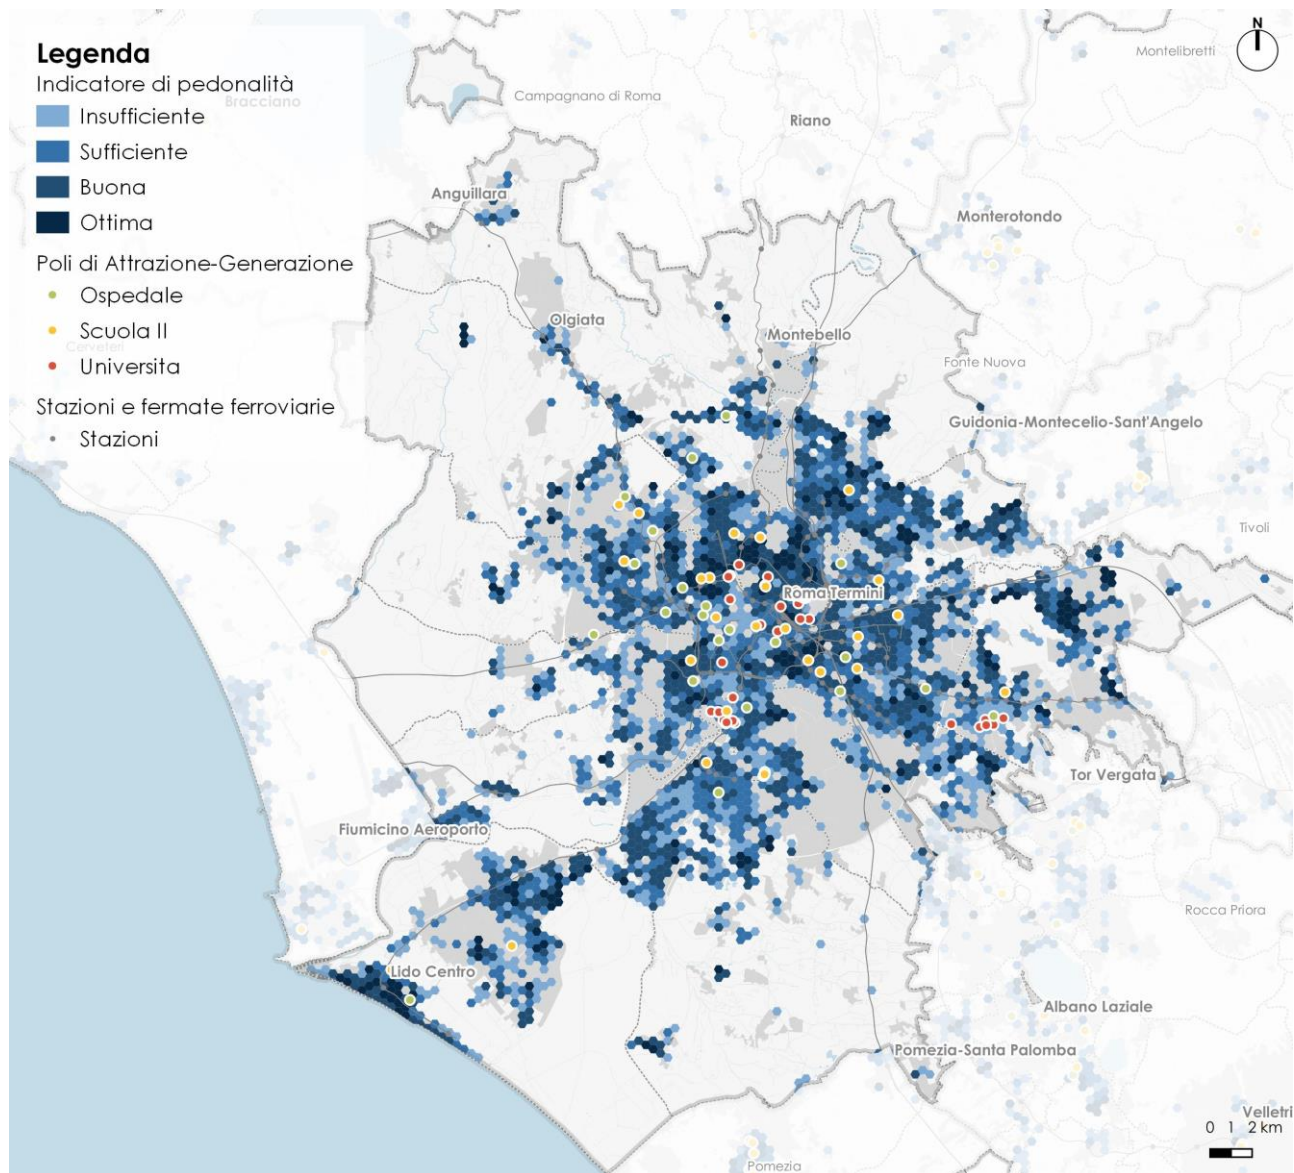 Legenda
Indicatore di pedonalità
Bracciano
Insufficiente
Sufficiente
Buona
Ottima
Poli di Attrazione-Generazione
Ospedale
Scuola II
Cerveteri
Universita
Stazioni e fermate ferroviarie
Stazioni
N
Montelibretti
Campagnano di Roma
Riano
Anguillara
Monterotondo
Olgiata
Montebello
Fonte Nuova
Guidonia-Montecelio-Sant'Angelo
Tivoli
Roma Termini
Tor Vergata
Fiumicino Aeroporto
Rocca Priora
Lido Centro
Albano Laziale
Pomezia-Santa Palomba
Velletri
0 1 2 km
Pomezia